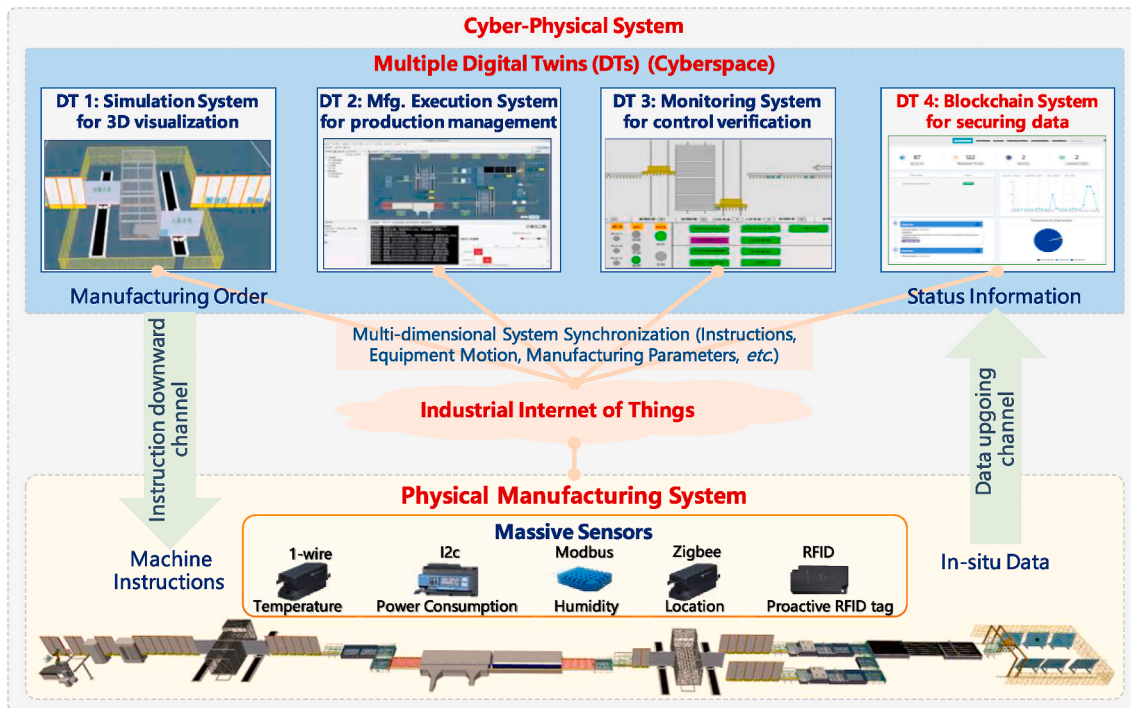 Cyber-Physical System
Multiple Digital Twins (DTs) (Cyberspace)
DT 1: Simulation System
for 3D visualization
DT 2: Mfg. Execution System
for production management
DT 3: Monitoring System
for control verification
DT 4: Blockchain System
for securing data
87
122
2
2
Manufacturing Order
Status Information
Multi-dimensional System Synchronization (Instructions,
Equipment Motion, Manufacturing Parameters, etc.)
Instruction downward
channel
Industrial Internet of Things
Data upgoing
channel
Physical Manufacturing System
Machine
Instructions
Massive Sensors
1-wire
Temperature
I2c
Power Consumption
Modbus
Humidity
Zigbee
Location
RFID
Proactive RFID tag
In-situ Data